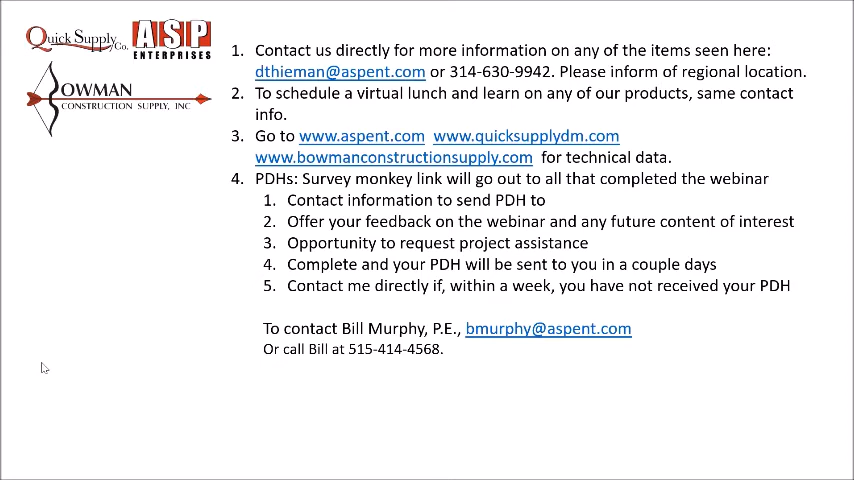 Quick Supply Co.
ASP
ENTERPRISES
BOWMAN
CONSTRUCTION SUPPLY, INC
1. Contact us directly for more information on any of the items seen here:
dthieman@aspent.com or 314-630-9942. Please inform of regional location.
2. To schedule a virtual lunch and learn on any of our products, same contact
info.
3. Go to www.aspent.com www.quicksupplydm.com
www.bowmanconstructionsupply.com for technical data.
4. PDHs: Survey monkey link will go out to all that completed the webinar
1. Contact information to send PDH to
2. Offer your feedback on the webinar and any future content of interest
3. Opportunity to request project assistance
4. Complete and your PDH will be sent to you in a couple days
5. Contact me directly if, within a week, you have not received your PDH
To contact Bill Murphy, P.E., bmurphy@aspent.com
Or call Bill at 515-414-4568.